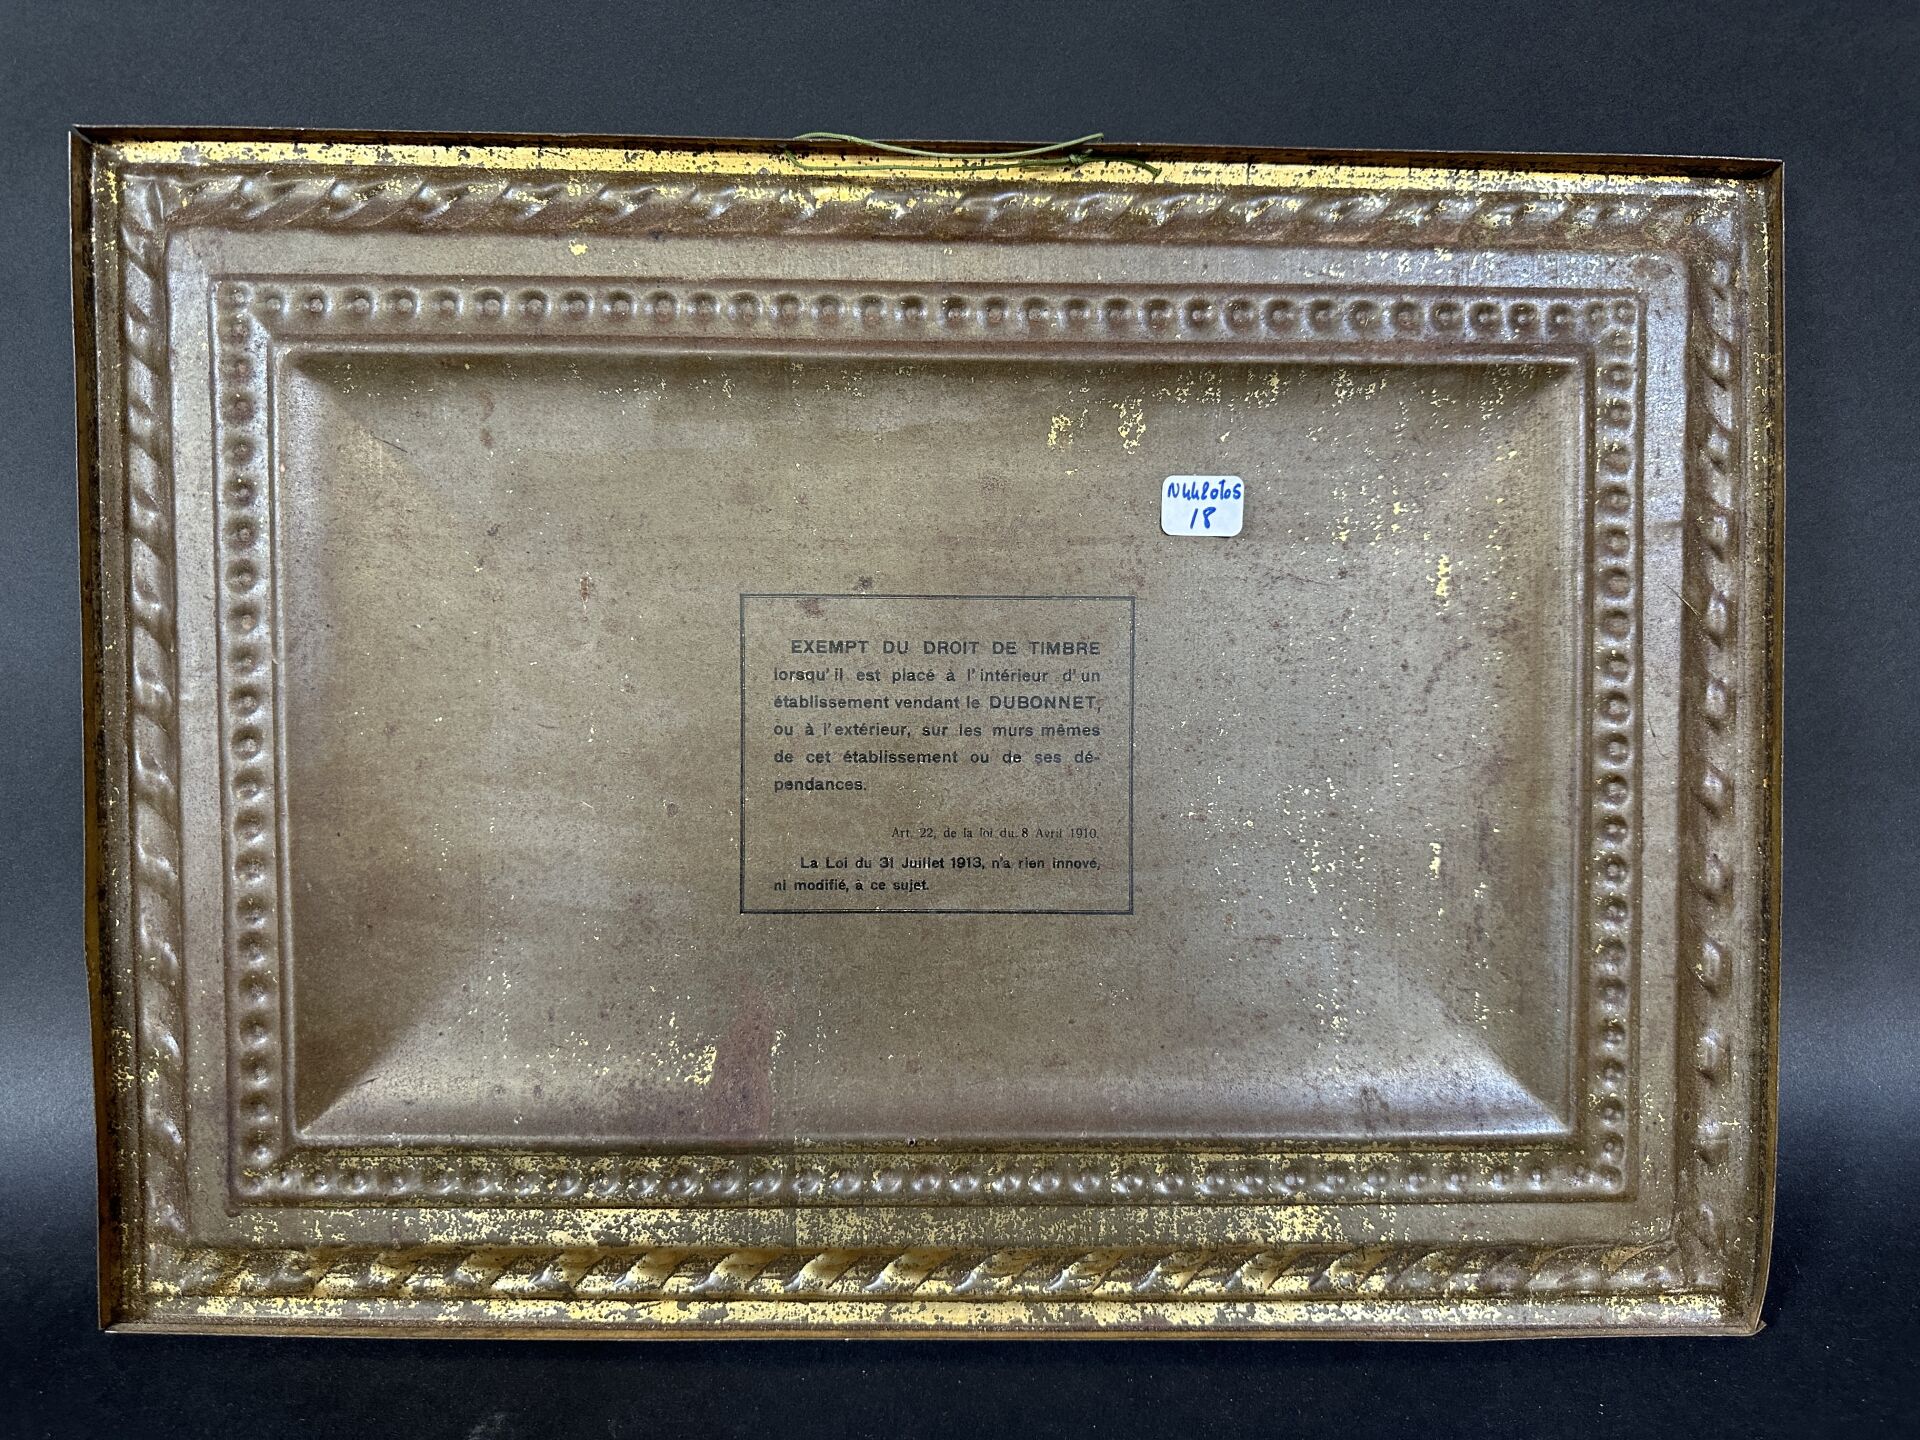 N4480105
18
EXEMPT DU DROIT DE TIMBRE
lorsqu'il est placé à l'intérieur d'un
établissement vendant le DUBONNET,
ou à l'extérieur, sur les murs mêmes
de cet établissement ou de ses dé-
pendances.
Art. 22, de la loi du 8 Avril 1910.
La Loi du 31 Juillet 1913, n'a rien innové,
ni modifié, à ce sujet.